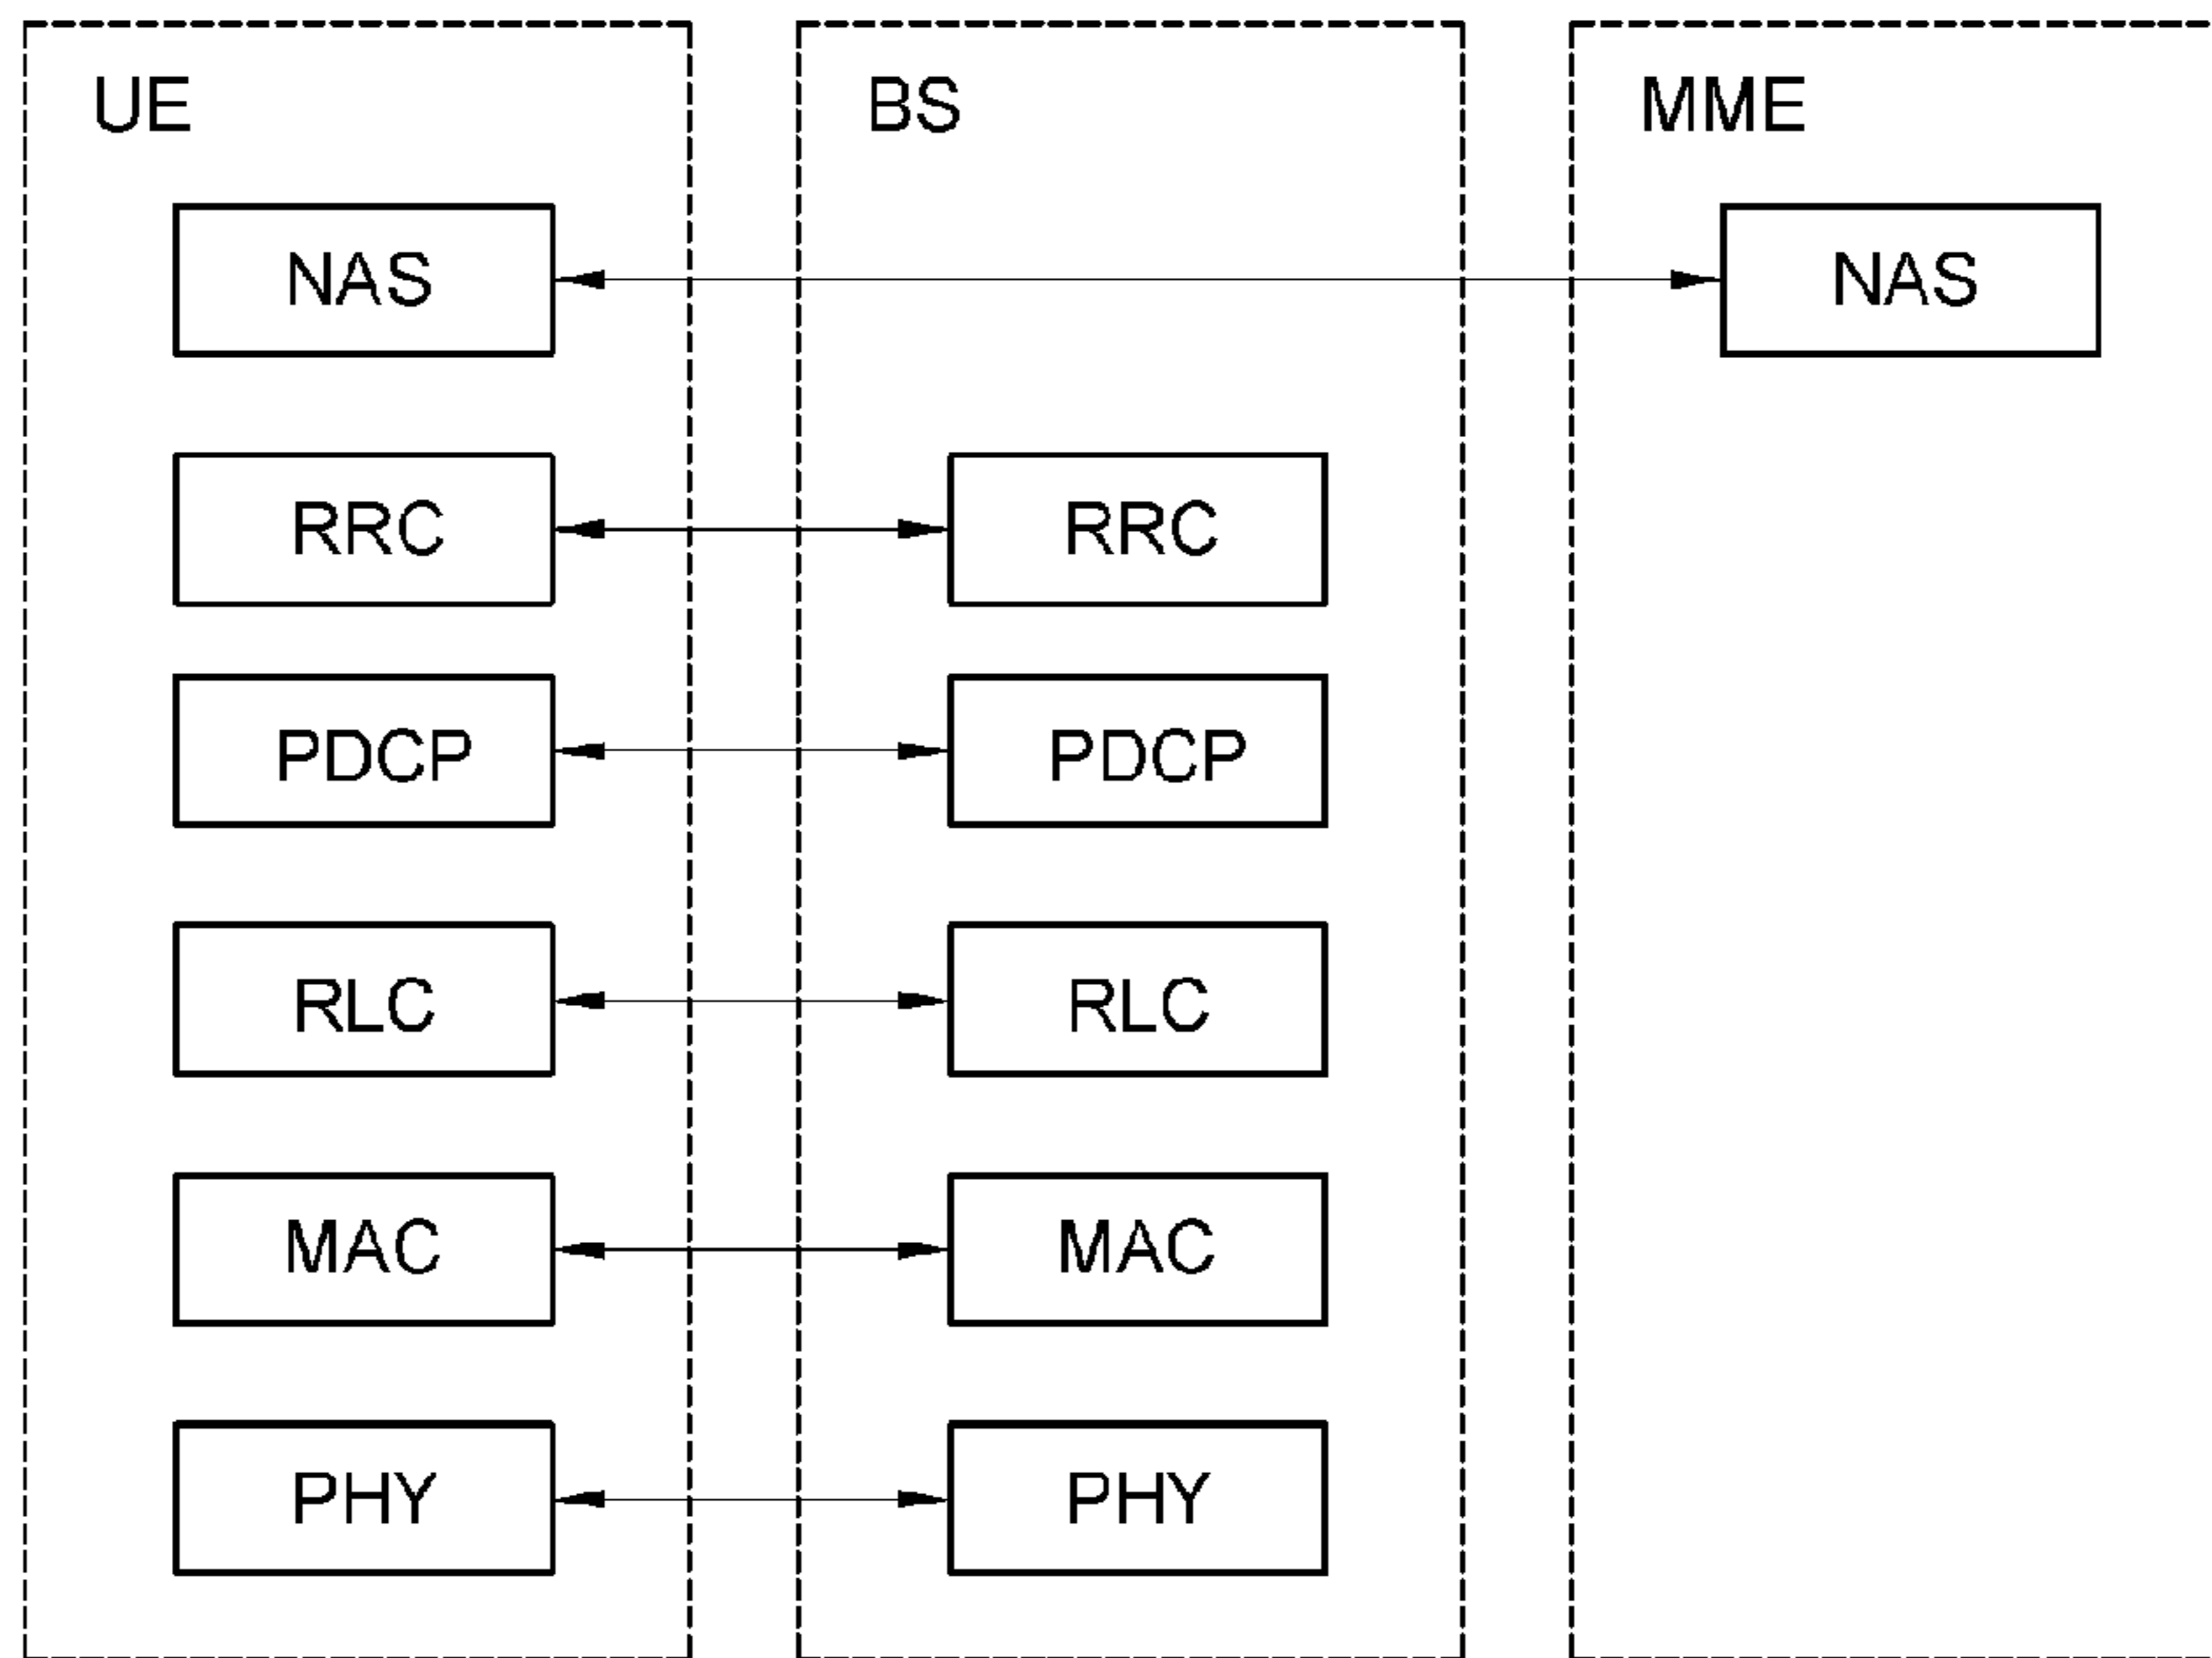 UE
BS
MME
NAS
NAS
RRC
RRC
PDCP
PDCP
RLC
RLC
MAC
MAC
PHY
PHY